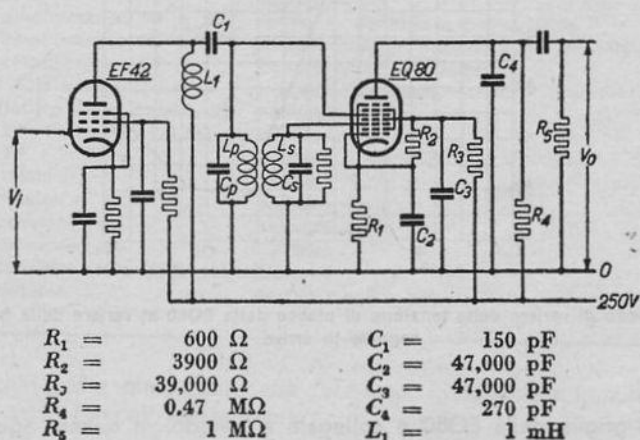 C₁
EF42
EQ80
C₄
L₁
R₂
R₃
R₅
Lp
Ls
Cp
Cs
Vi
V₀
R₁
C₂
C₃
R₄
0
250V
R₁ = 600 Ω C₁ = 150 pF
R₂ = 3900 Ω C₂ = 47,000 pF
R₃ = 39,000 Ω C₃ = 47,000 pF
R₄ = 0.47 MΩ C₄ = 270 pF
R₅ = 1 MΩ L₁ = 1 mH